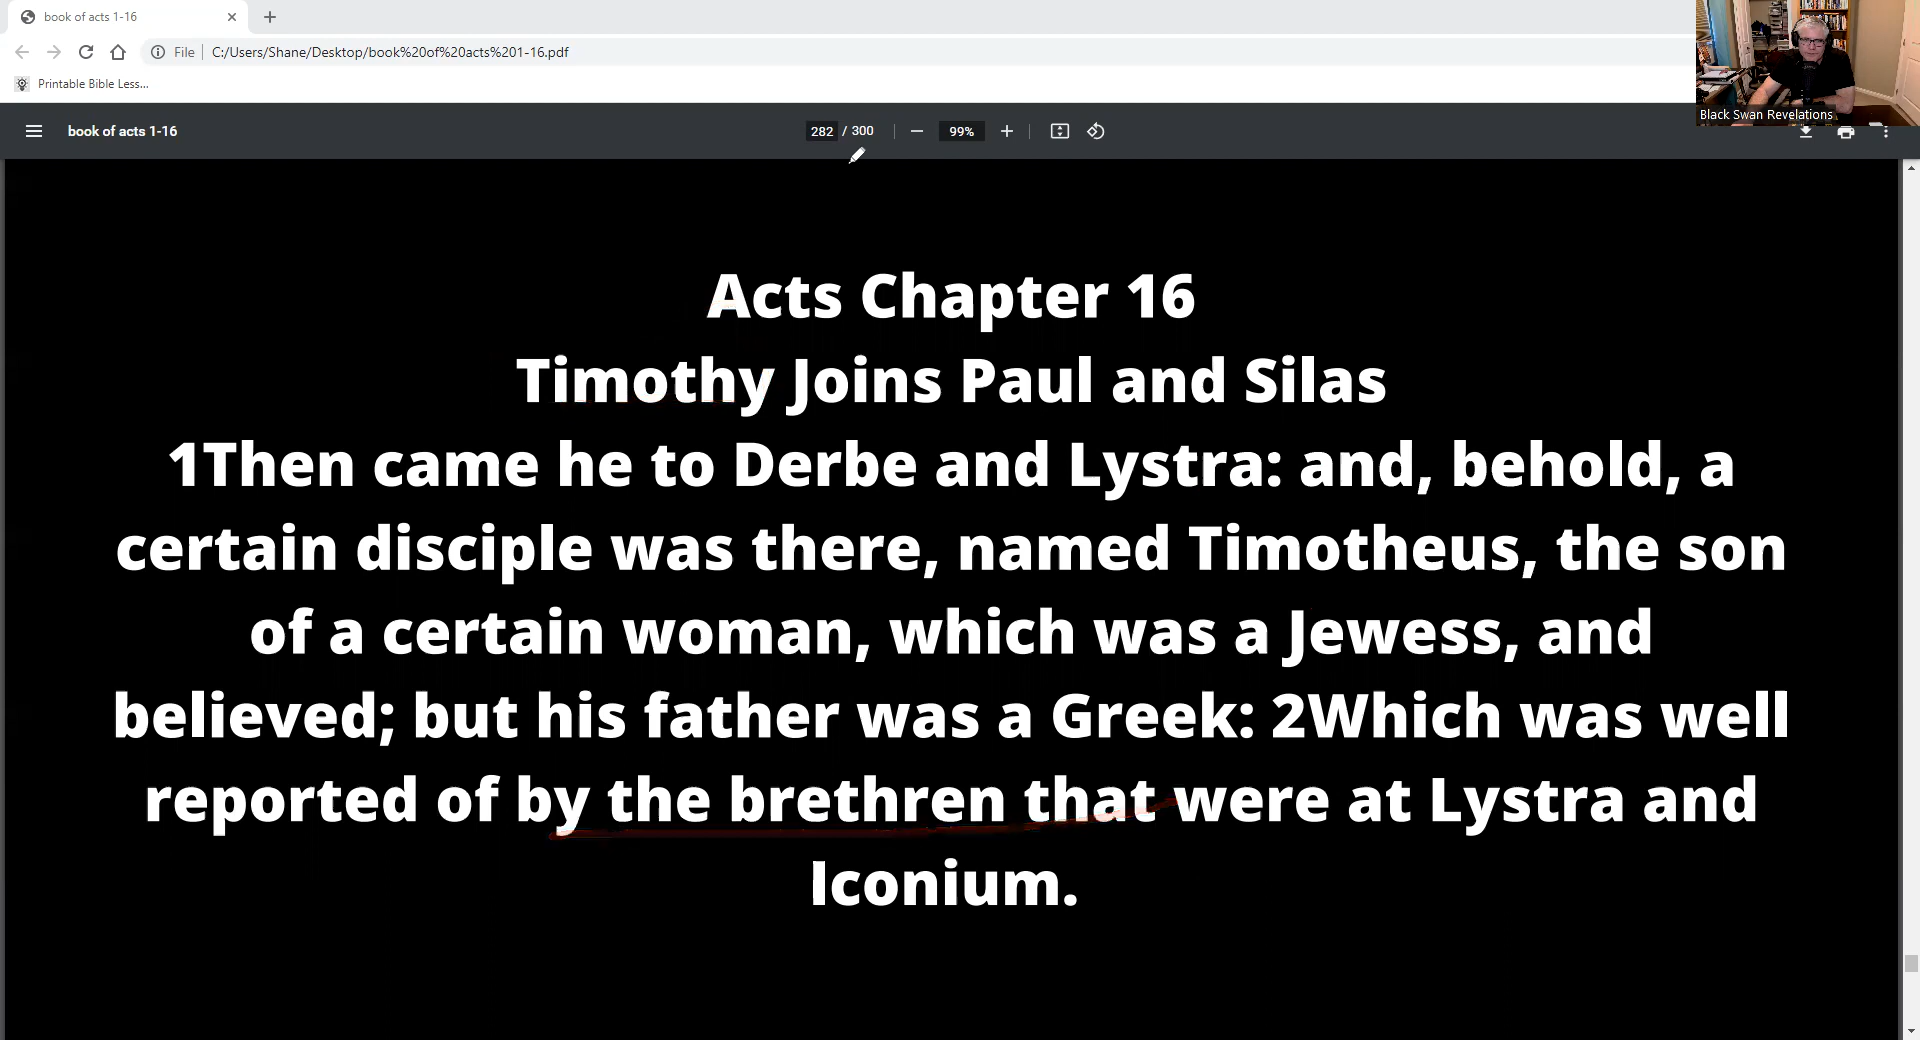 book of acts 1-16
File
C:/Users/Shane/Desktop/book%20of%20acts%201-16.pdf
Printable Bible Less...
Black Swan Revelations
book of acts 1-16
282 / 300
99%
Acts Chapter 16
Timothy Joins Paul and Silas
1Then came he to Derbe and Lystra: and, behold, a
certain disciple was there, named Timotheus, the son
of a certain woman, which was a Jewess, and
believed; but his father was a Greek: 2Which was well
reported of by the brethren that were at Lystra and
Iconium.